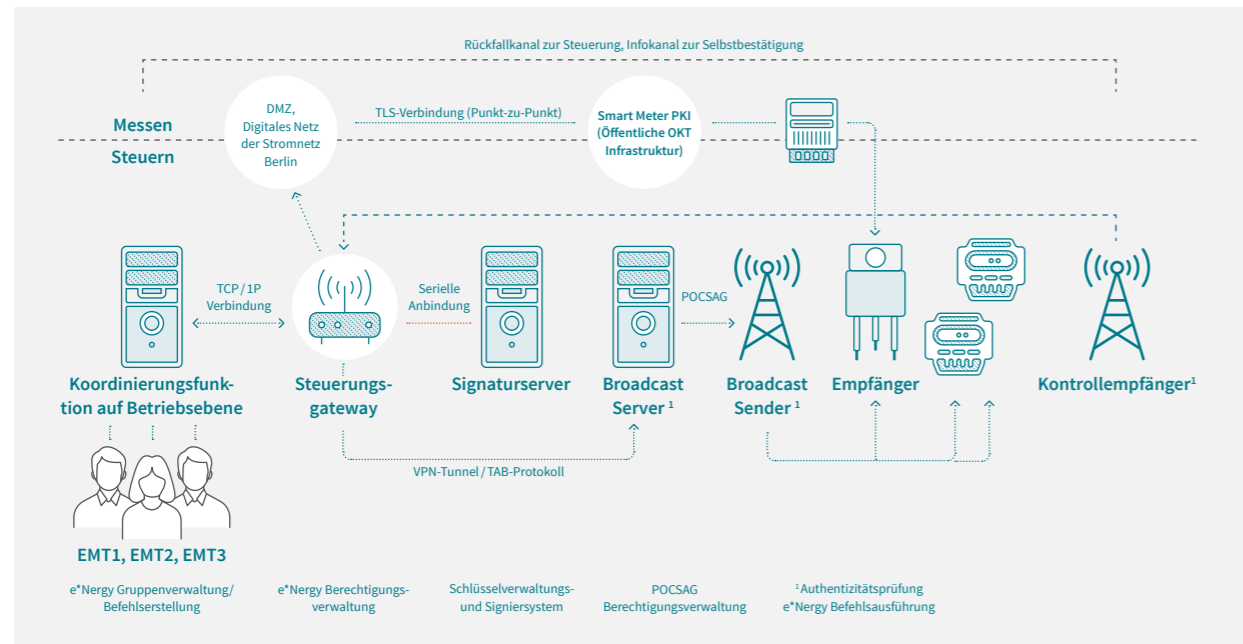 Rückfallkanal zur Steuerung, Infokanal zur Selbstbestätigung
DMZ,
Digitales Netz
der Stromnetz
Berlin
TLS-Verbindung (Punkt-zu-Punkt)
Smart Meter PKI
(Öffentliche OKT
Infrastruktur)
Messen
Steuern
TCP / 1P
Verbindung
Serielle
Anbindung
POCSAG
Koordinierungsfunk-
tion auf Betriebsebene
Steuerungs-
gateway
Signaturserver
Broadcast
Server ¹
Broadcast
Sender ¹
Empfänger
Kontrollempfänger¹
VPN-Tunnel / TAB-Protokoll
EMT1, EMT2, EMT3
e*Nergy Gruppenverwaltung/
Befehlserstellung
e*Nergy Berechtigungs-
verwaltung
Schlüsselverwaltungs-
und Signiersystem
POCSAG
Berechtigungsverwaltung
¹ Authentizitätsprüfung
e*Nergy Befehlsausführung